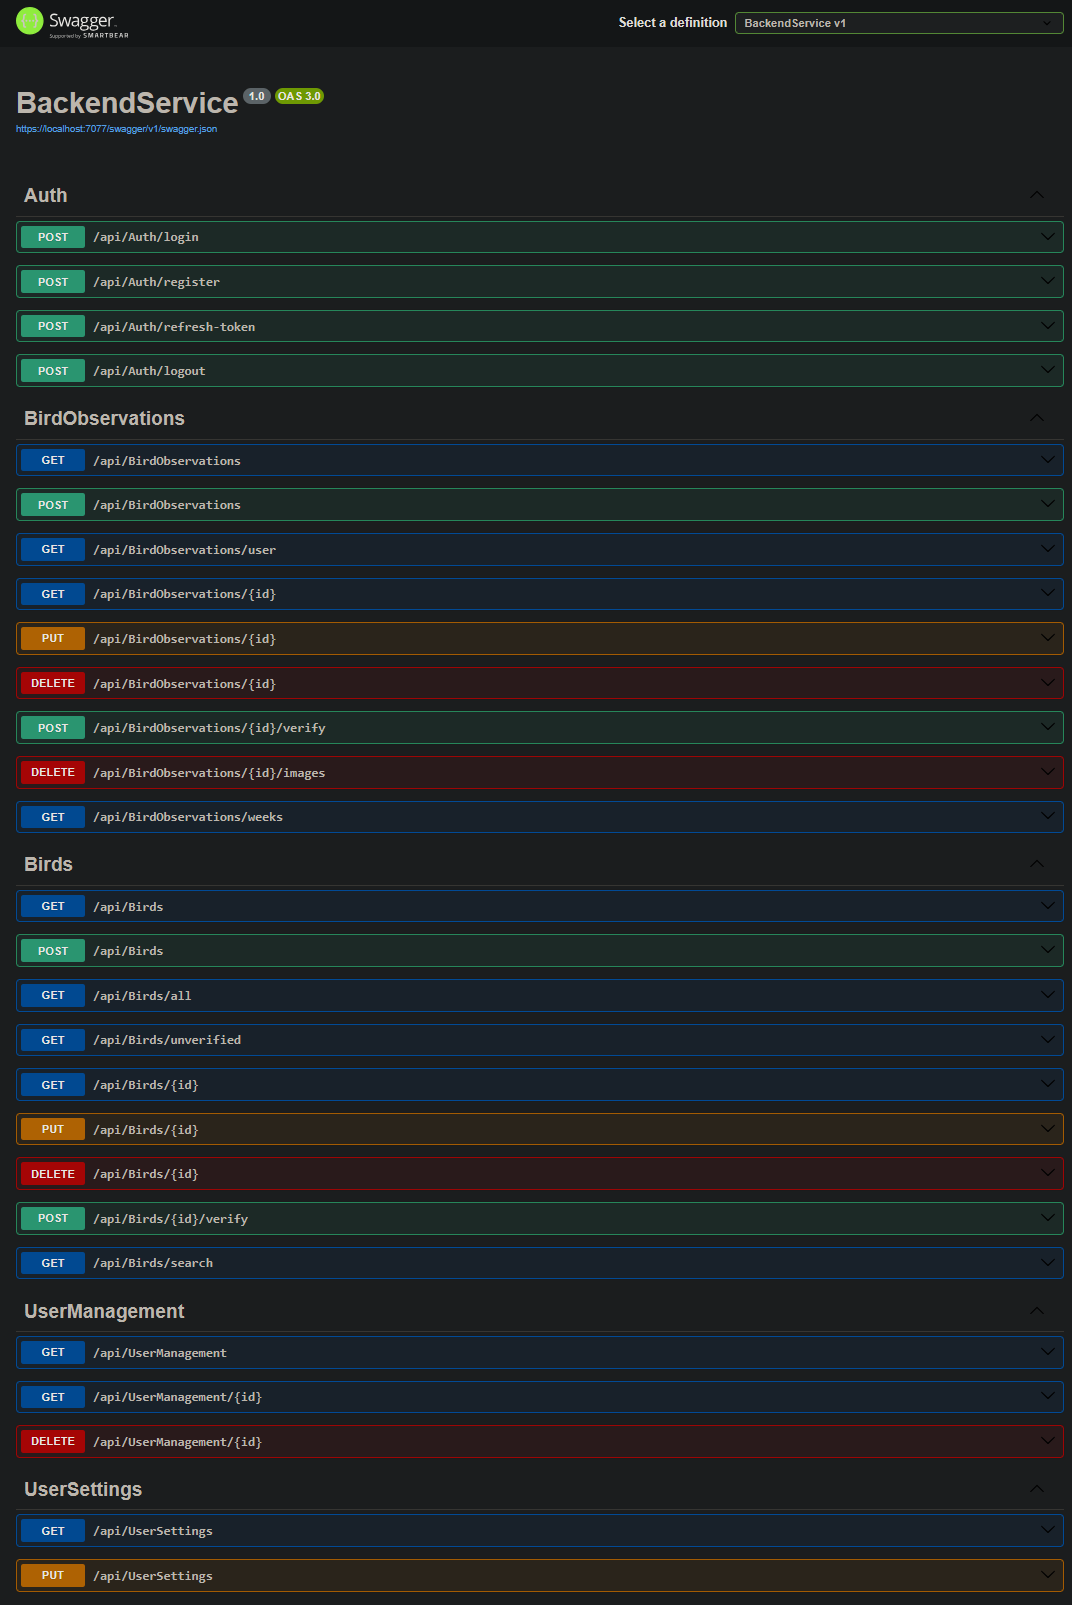 Swagger
Supported by SMARTBEAR
Select a definition
BackendService v1
BackendService 1.0 OAS 3.0
https://localhost:7077/swagger/v1/swagger.json
Auth
POST /api/Auth/login
POST /api/Auth/register
POST /api/Auth/refresh-token
POST /api/Auth/logout
BirdObservations
GET /api/BirdObservations
POST /api/BirdObservations
GET /api/BirdObservations/user
GET /api/BirdObservations/{id}
PUT /api/BirdObservations/{id}
DELETE /api/BirdObservations/{id}
POST /api/BirdObservations/{id}/verify
DELETE /api/BirdObservations/{id}/images
GET /api/BirdObservations/weeks
Birds
GET /api/Birds
POST /api/Birds
GET /api/Birds/all
GET /api/Birds/unverified
GET /api/Birds/{id}
PUT /api/Birds/{id}
DELETE /api/Birds/{id}
POST /api/Birds/{id}/verify
GET /api/Birds/search
UserManagement
GET /api/UserManagement
GET /api/UserManagement/{id}
DELETE /api/UserManagement/{id}
UserSettings
GET /api/UserSettings
PUT /api/UserSettings